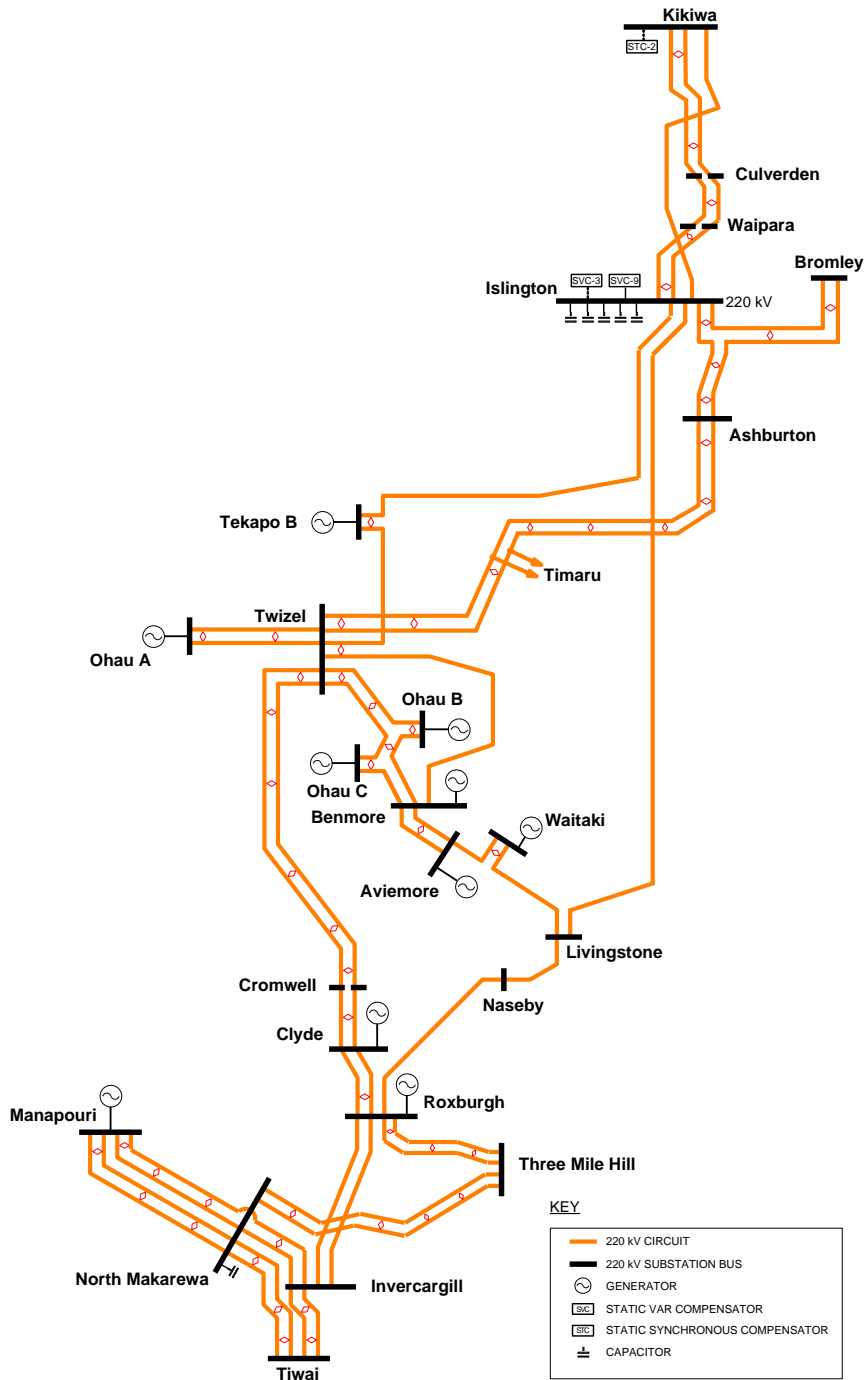 Kikiwa
STC-2
Culverden
Waipara
Bromley
Islington
SVC-3
SVC-9
220 kV
Ashburton
Tekapo B
Timaru
Twizel
Ohau A
Ohau B
Ohau C
Benmore
Waitaki
Aviemore
Livingstone
Cromwell
Naseby
Clyde
Roxburgh
Manapouri
Three Mile Hill
North Makarewa
Invercargill
Tiwai
KEY
220 kV CIRCUIT
220 kV SUBSTATION BUS
GENERATOR
SVC STATIC VAR COMPENSATOR
STC STATIC SYNCHRONOUS COMPENSATOR
CAPACITOR